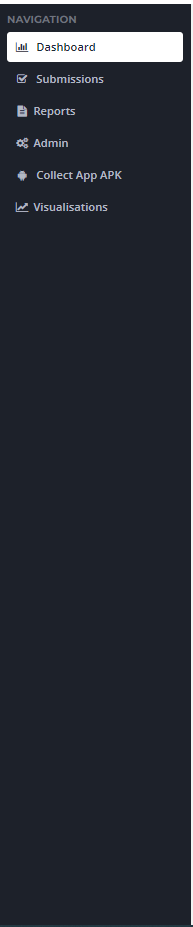 NAVIGATION
Dashboard
Submissions
Reports
Admin
Collect App APK
Visualisations